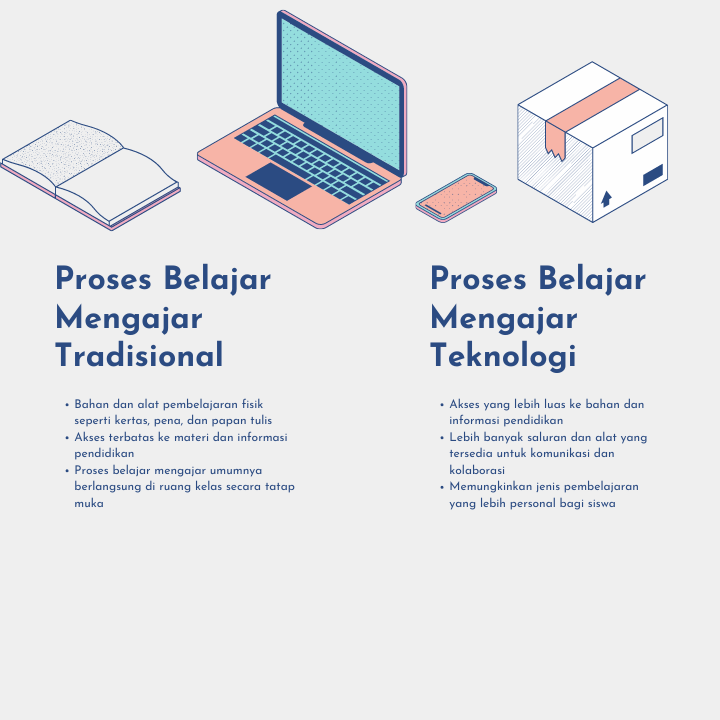 Proses Belajar
Mengajar
Tradisional
• Bahan dan alat pembelajaran fisik
seperti kertas, pena, dan papan tulis
• Akses terbatas ke materi dan informasi
pendidikan
• Proses belajar mengajar umumnya
berlangsung di ruang kelas secara tatap
muka
Proses Belajar
Mengajar
Teknologi
• Akses yang lebih luas ke bahan dan
informasi pendidikan
• Lebih banyak saluran dan alat yang
tersedia untuk komunikasi dan
kolaborasi
• Memungkinkan jenis pembelajaran
yang lebih personal bagi siswa